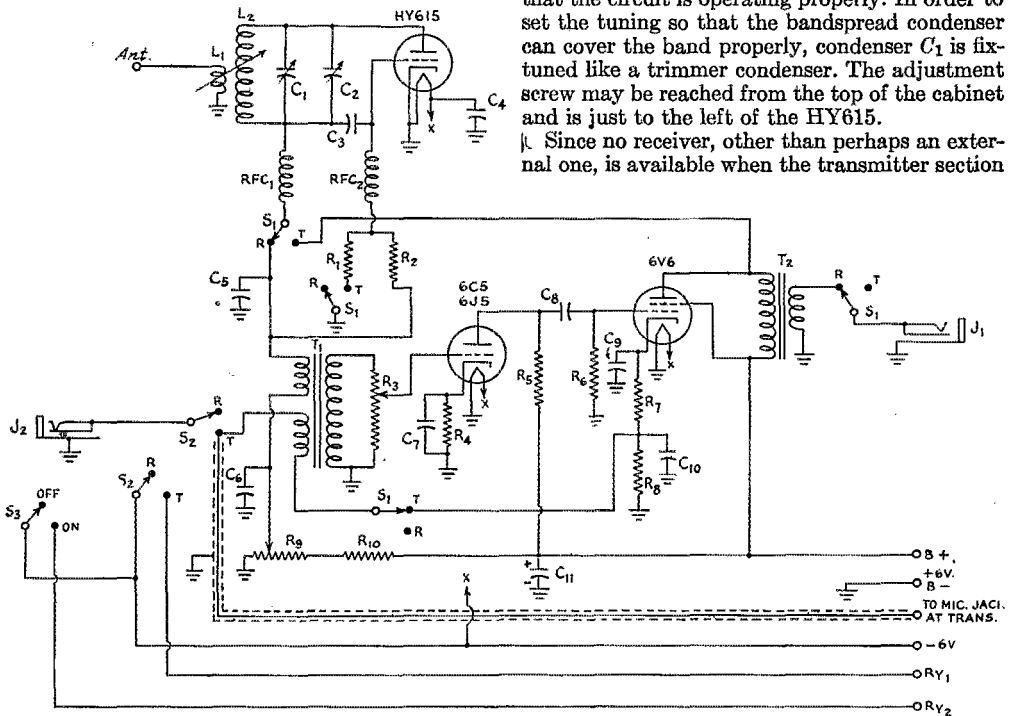 that the circuit is operating properly. In order to
set the tuning so that the bandspread condenser
can cover the band properly, condenser C1 is fix-
tuned like a trimmer condenser. The adjustment
screw may be reached from the top of the cabinet
and is just to the left of the HY615.
Since no receiver, other than perhaps an exter-
nal one, is available when the transmitter section
L2
HY615
Ant.
L1
C1
C2
C4
X
C3
RFC1
RFC2
S1
R
T
C5
R1
R2
T
S1
6C5
6J5
C8
6V6
T2
R
T
S1
J1
T1
R3
X
R5
R6
C9
X
R7
J2
R
S2
T
C7
R4
C10
R8
C6
S1
T
R
OFF
S3
ON
S2
R
T
R9
R10
B+
C11
+6V.
B-
X
TO MIC. JACK
AT TRANS.
-6V
RY1
RY2